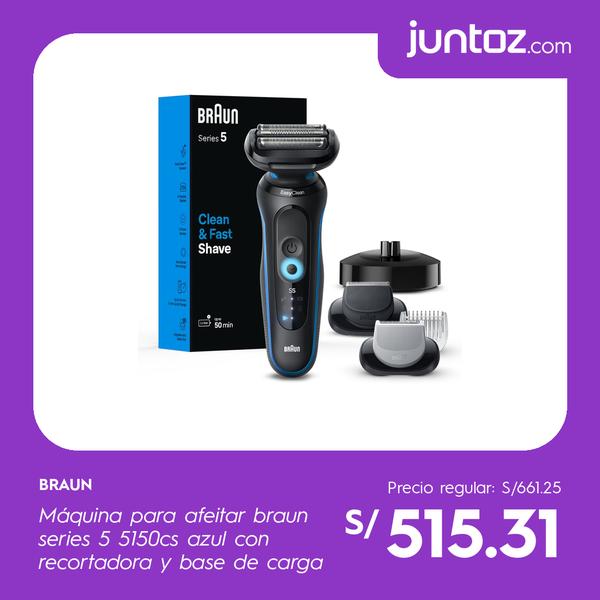 juntoz.com
BRAUN
Series 5
Clean
& Fast
Shave
50 min
EasyClean
S5
BRAUN
BRAUN
Precio regular: S/661.25
Máquina para afeitar braun
series 5 5150cs azul con
recortadora y base de carga
S/ 515.31